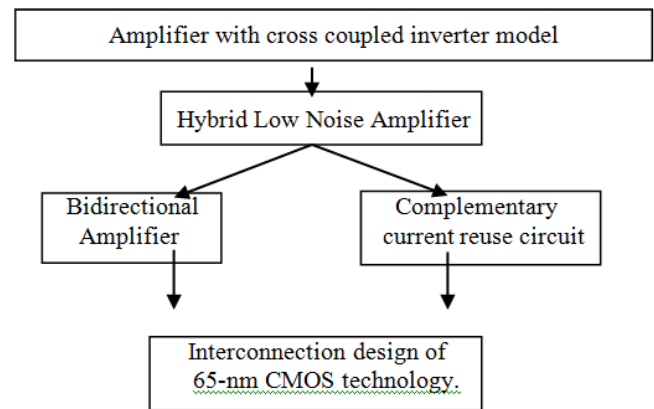 Amplifier with cross coupled inverter model
Hybrid Low Noise Amplifier
Bidirectional
Amplifier
Complementary
current reuse circuit
Interconnection design of
65-nm CMOS technology.